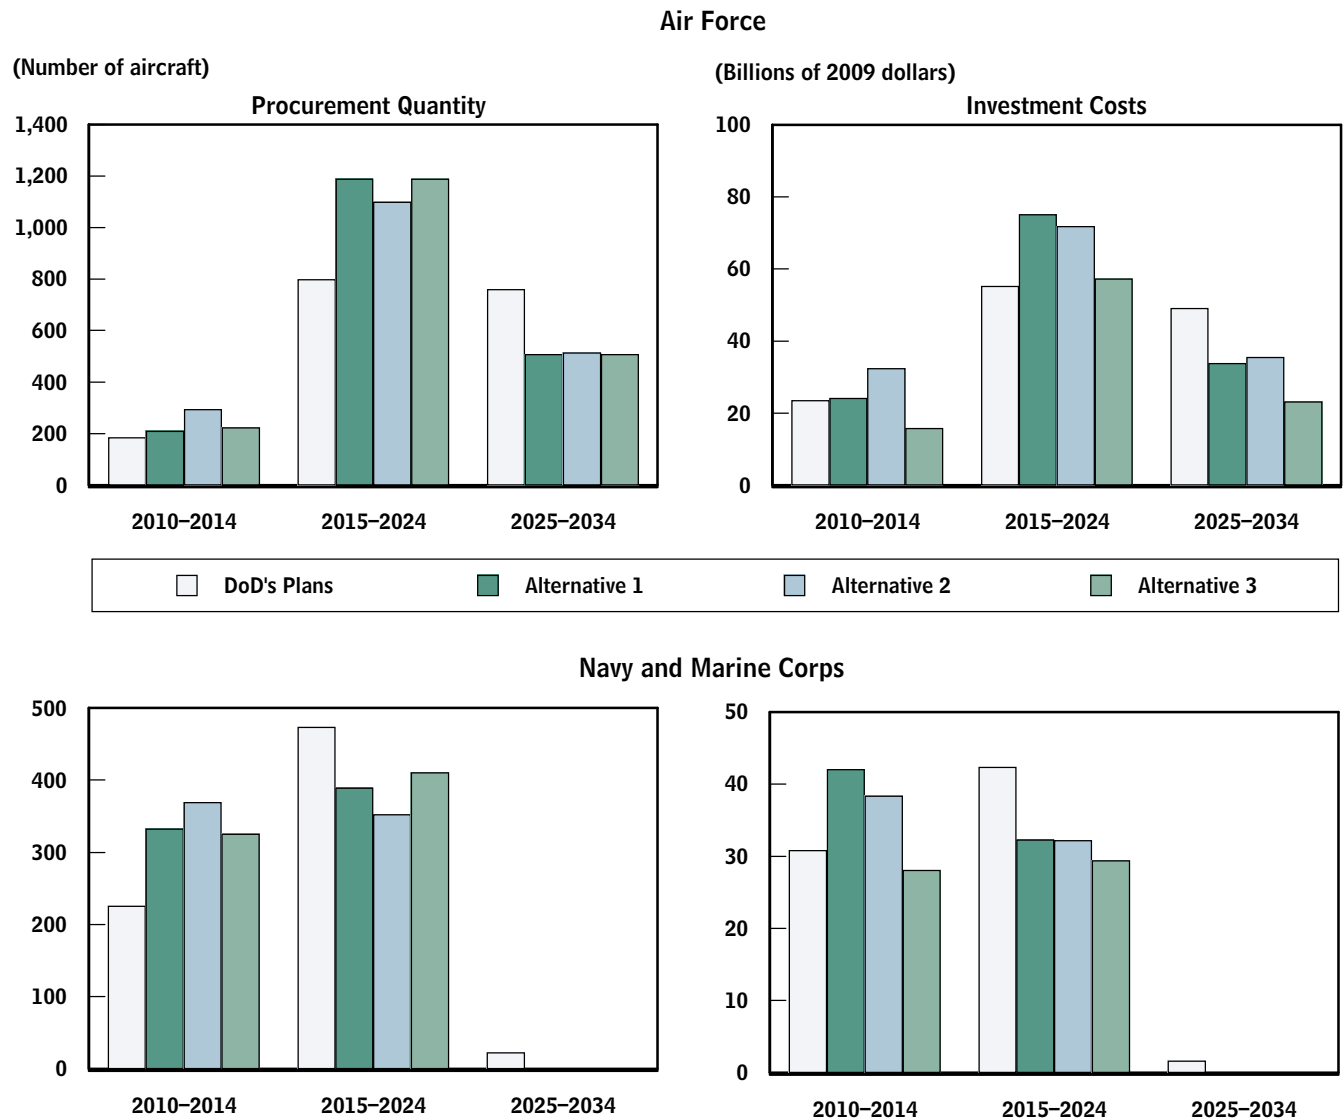 Air Force
(Number of aircraft)
(Billions of 2009 dollars)
Procurement Quantity
Investment Costs
1,400
1,200
1,000
800
600
400
200
0
2010–2014 2015–2024 2025–2034
100
80
60
40
20
0
2010–2014 2015–2024 2025–2034
DoD's Plans Alternative 1 Alternative 2 Alternative 3
Navy and Marine Corps
500
400
300
200
100
0
2010–2014 2015–2024 2025–2034
50
40
30
20
10
0
2010–2014 2015–2024 2025–2034